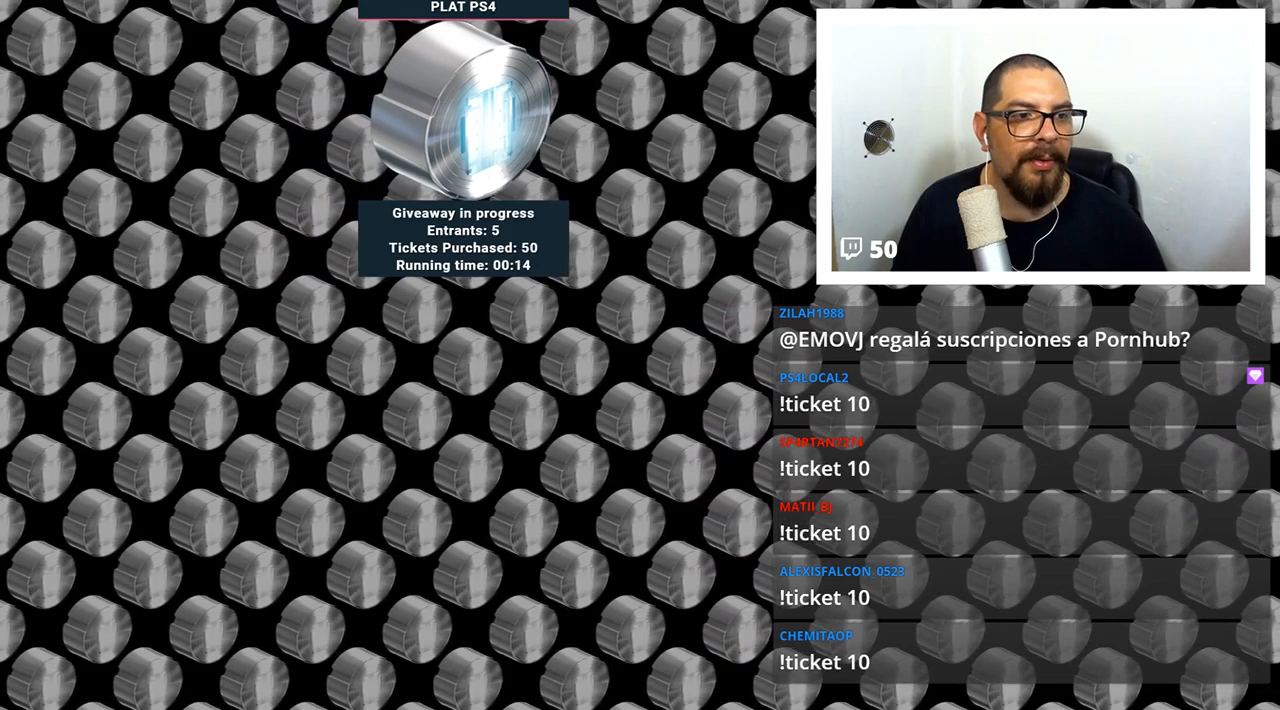 PLAT PS4
Giveaway in progress
Entrants: 5
Tickets Purchased: 50
Running time: 00:14
50
ZILAH1988
@EMOVJ regalá suscripciones a Pornhub?
PS4LOCAL2
!ticket 10
SP4RTAN7274
!ticket 10
MATII_BJ
!ticket 10
ALEXISFALCON_0523
!ticket 10
CHEMITAOP
!ticket 10